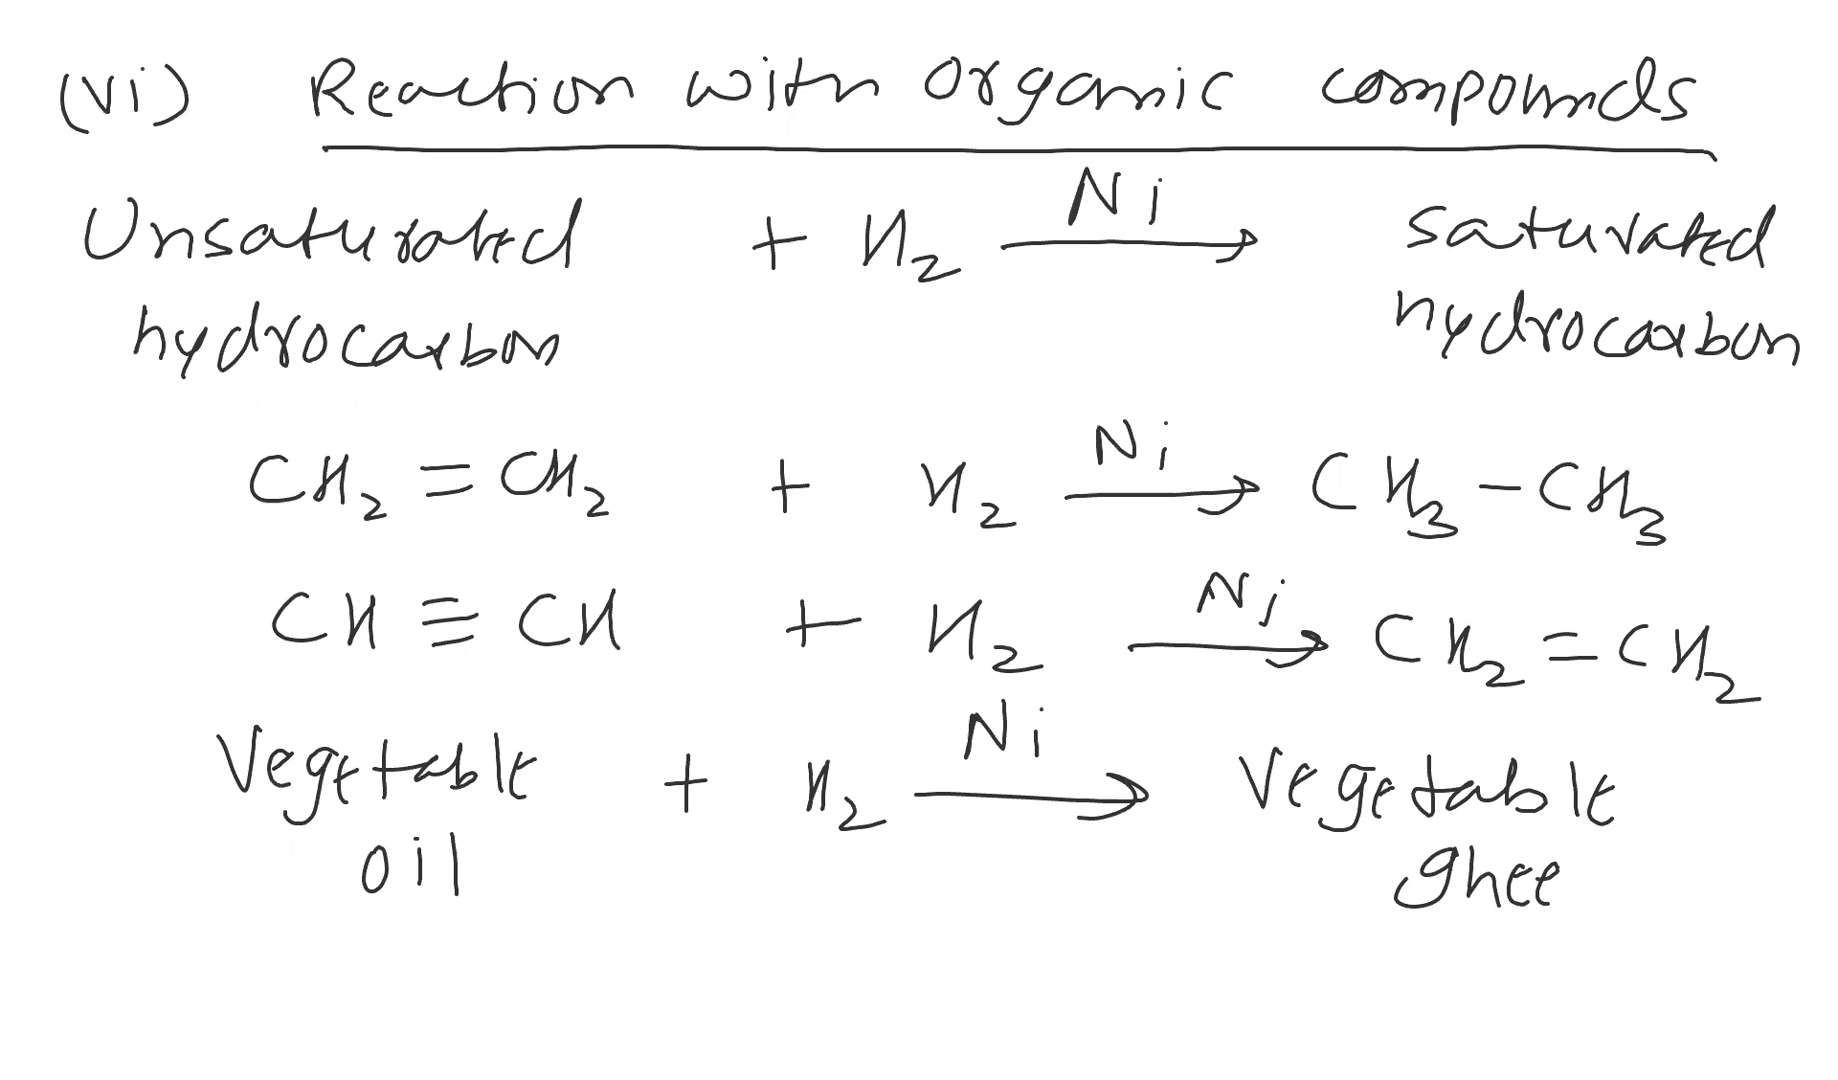 (vi) Reaction with organic compounds
Unsaturated + H₂ —Ni→ saturated
hydrocarbon hydrocarbon
CH₂ = CH₂ + H₂ —Ni→ CH₃ – CH₃
CH ≡ CH + H₂ —Ni→ CH₂ = CH₂
Vegetable + H₂ —Ni→ Vegetable
oil ghee